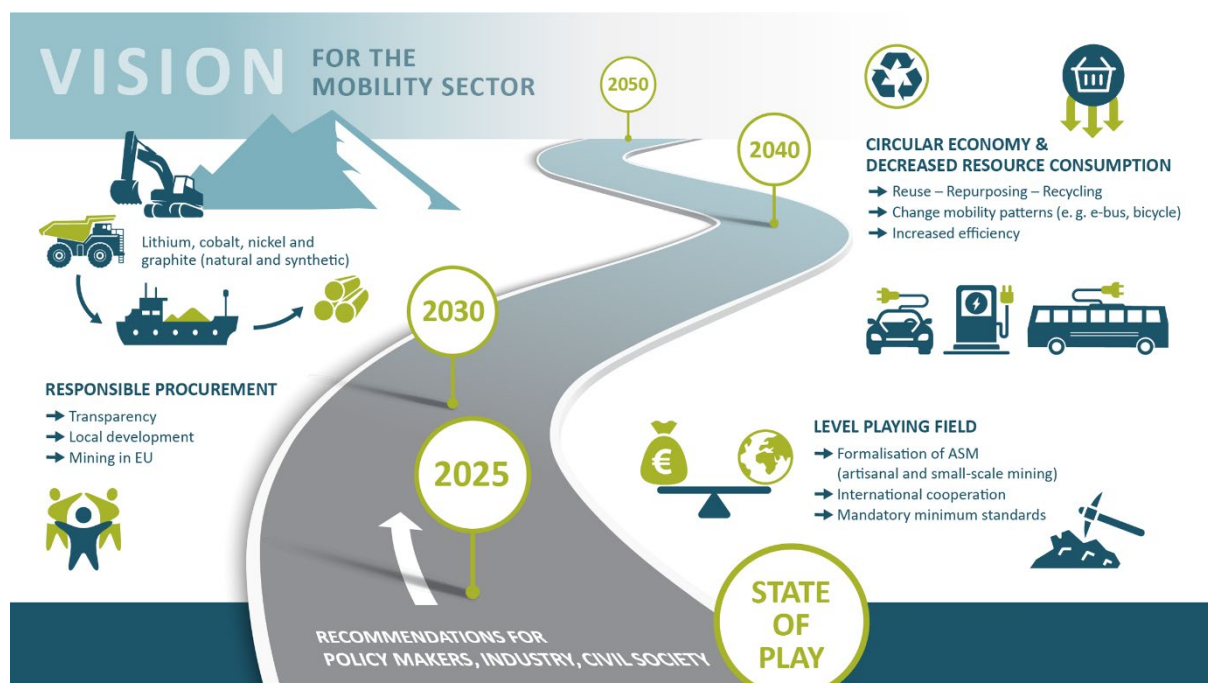 VISION
FOR THE
MOBILITY SECTOR
2050
2040
2030
2025
Lithium, cobalt, nickel and
graphite (natural and synthetic)
RESPONSIBLE PROCUREMENT
Transparency
Local development
Mining in EU
CIRCULAR ECONOMY &
DECREASED RESOURCE CONSUMPTION
Reuse – Repurposing – Recycling
Change mobility patterns (e. g. e-bus, bicycle)
Increased efficiency
€
LEVEL PLAYING FIELD
Formalisation of ASM
(artisanal and small-scale mining)
International cooperation
Mandatory minimum standards
STATE
OF
PLAY
RECOMMENDATIONS FOR
POLICY MAKERS, INDUSTRY, CIVIL SOCIETY